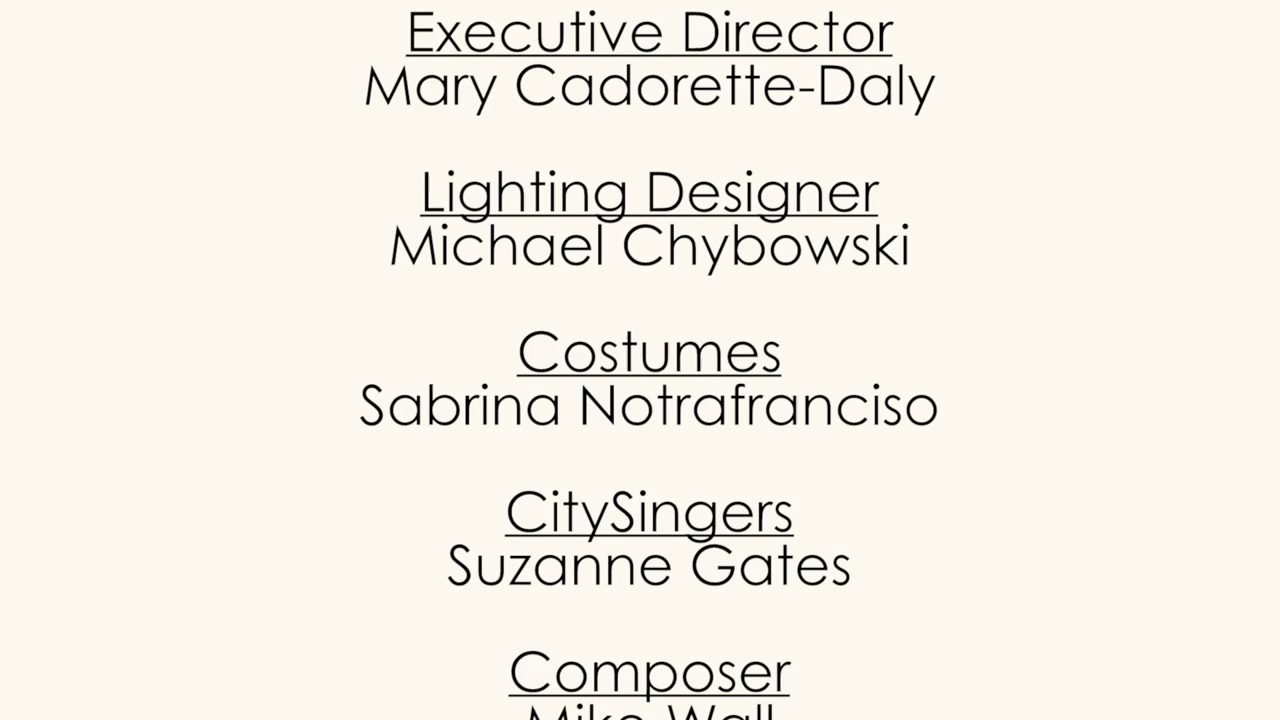 Executive Director
Mary Cadorette-Daly
Lighting Designer
Michael Chybowski
Costumes
Sabrina Notrafranciso
CitySingers
Suzanne Gates
Composer
Mike Wall